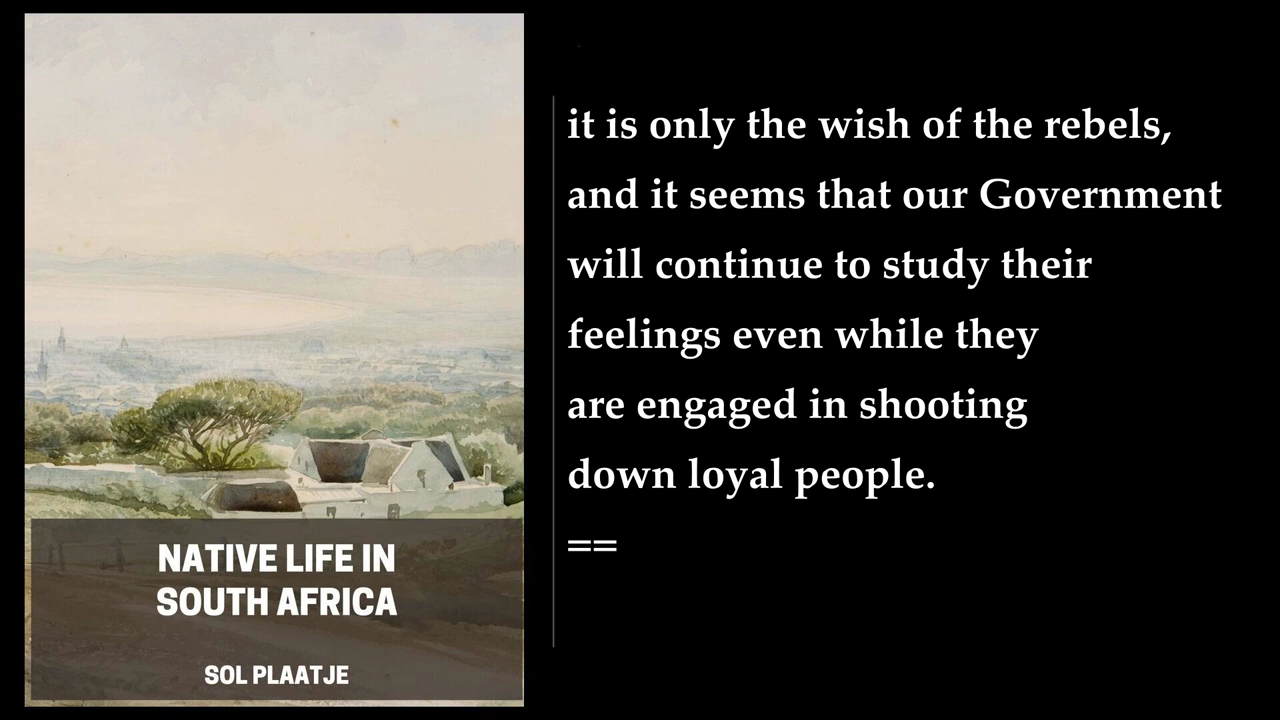 NATIVE LIFE IN
SOUTH AFRICA
SOL PLAATJE
it is only the wish of the rebels,
and it seems that our Government
will continue to study their
feelings even while they
are engaged in shooting
down loyal people.
==